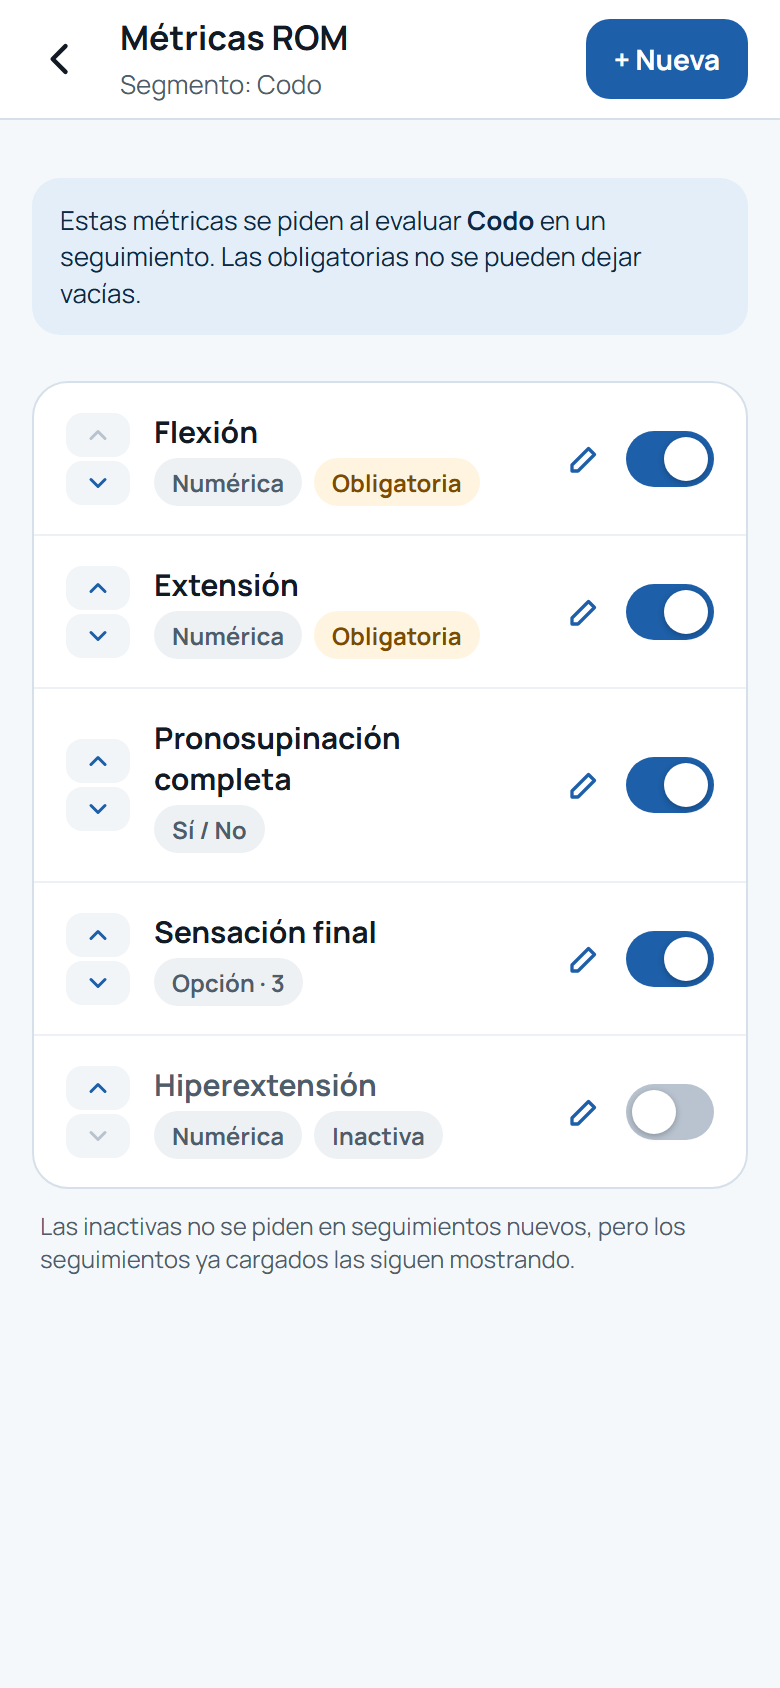 Métricas ROM
Segmento: Codo
+ Nueva
Estas métricas se piden al evaluar Codo en un
seguimiento. Las obligatorias no se pueden dejar
vacías.
Flexión
Numérica Obligatoria
Extensión
Numérica Obligatoria
Pronosupinación
completa
Sí / No
Sensación final
Opción · 3
Hiperextensión
Numérica Inactiva
Las inactivas no se piden en seguimientos nuevos, pero los
seguimientos ya cargados las siguen mostrando.